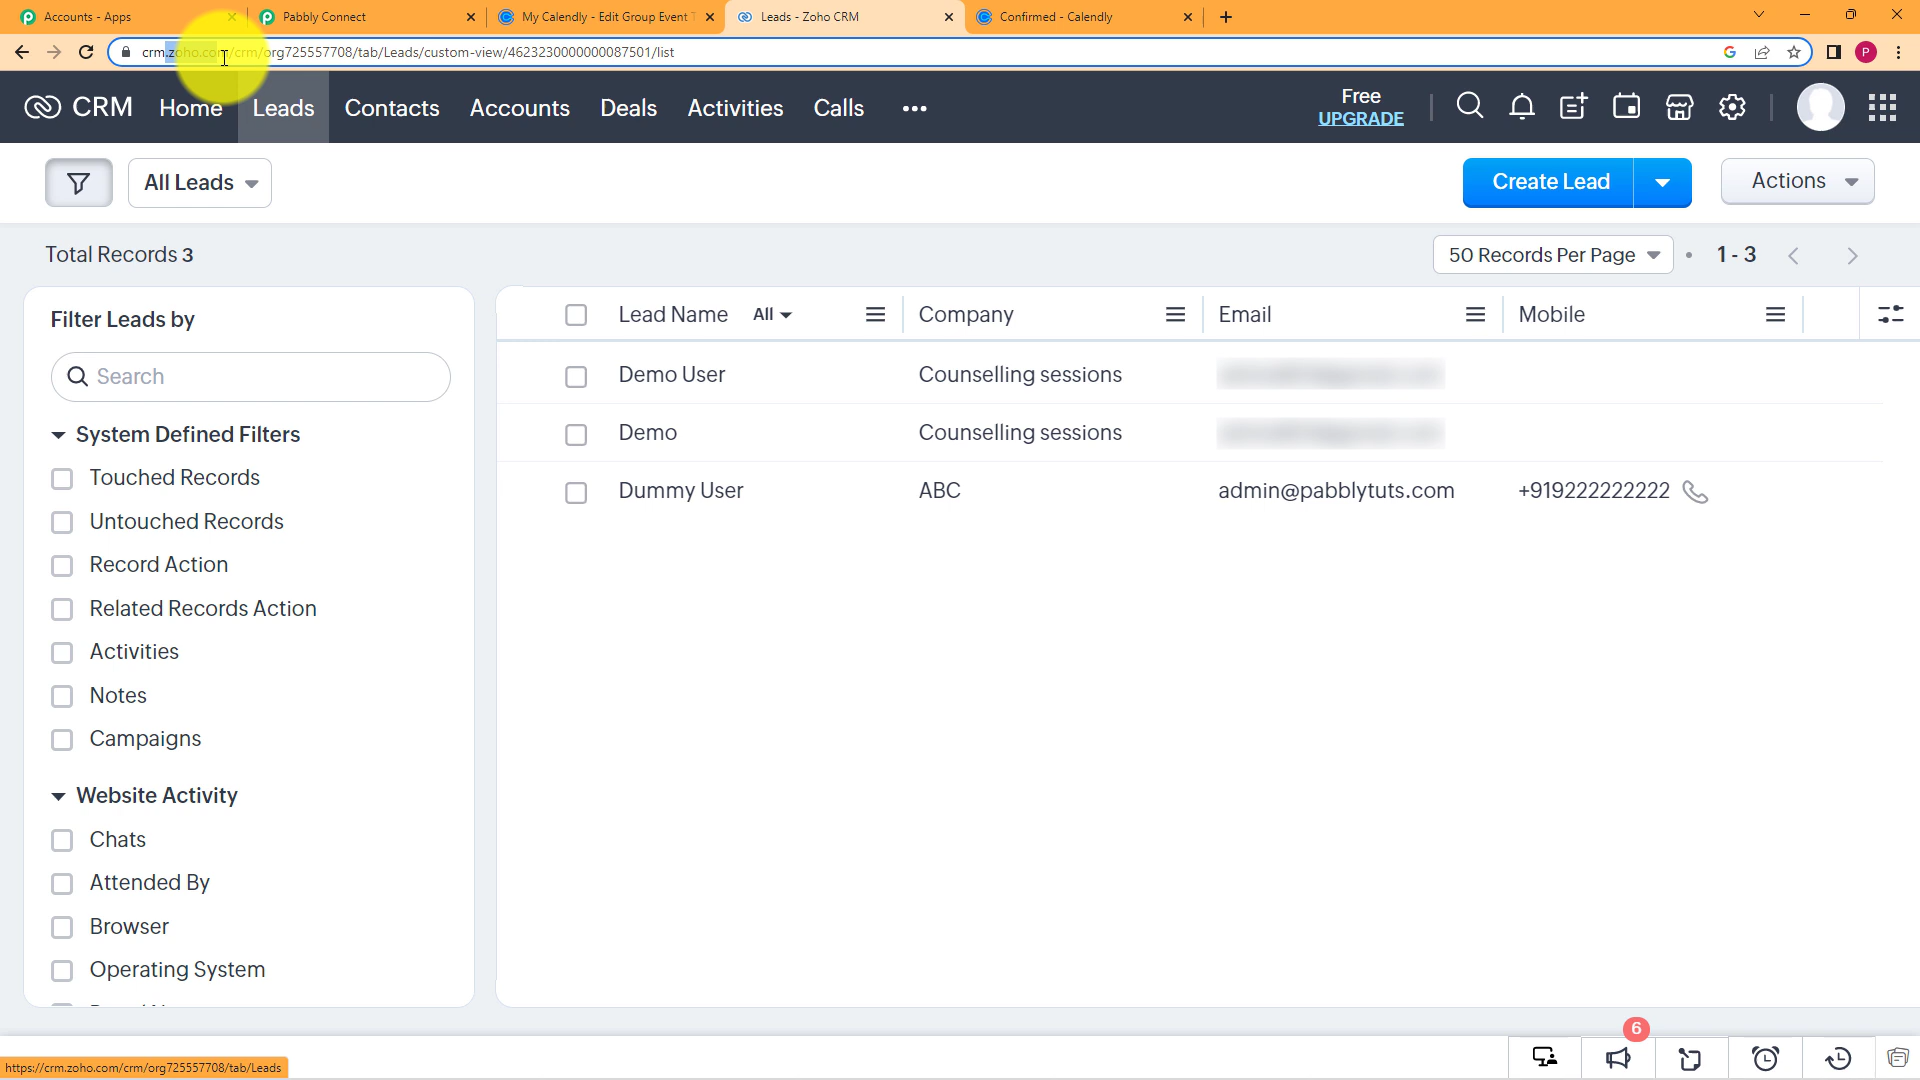 Accounts - Apps
Pabbly Connect
My Calendly - Edit Group Event T
Leads - Zoho CRM
Confirmed - Calendly
crm.zoho.com/crm/org725557708/tab/Leads/custom-view/4623230000000087501/list
P
CRM
Home
Leads
Contacts
Accounts
Deals
Activities
Calls
Free
UPGRADE
All Leads
Create Lead
Actions
Total Records 3
50 Records Per Page
1 - 3
Filter Leads by
Search
System Defined Filters
Touched Records
Untouched Records
Record Action
Related Records Action
Activities
Notes
Campaigns
Website Activity
Chats
Attended By
Browser
Operating System
Lead Name All Company Email Mobile
Demo User Counselling sessions
Demo Counselling sessions
Dummy User ABC admin@pabblytuts.com +919222222222
6
https://crm.zoho.com/crm/org725557708/tab/Leads